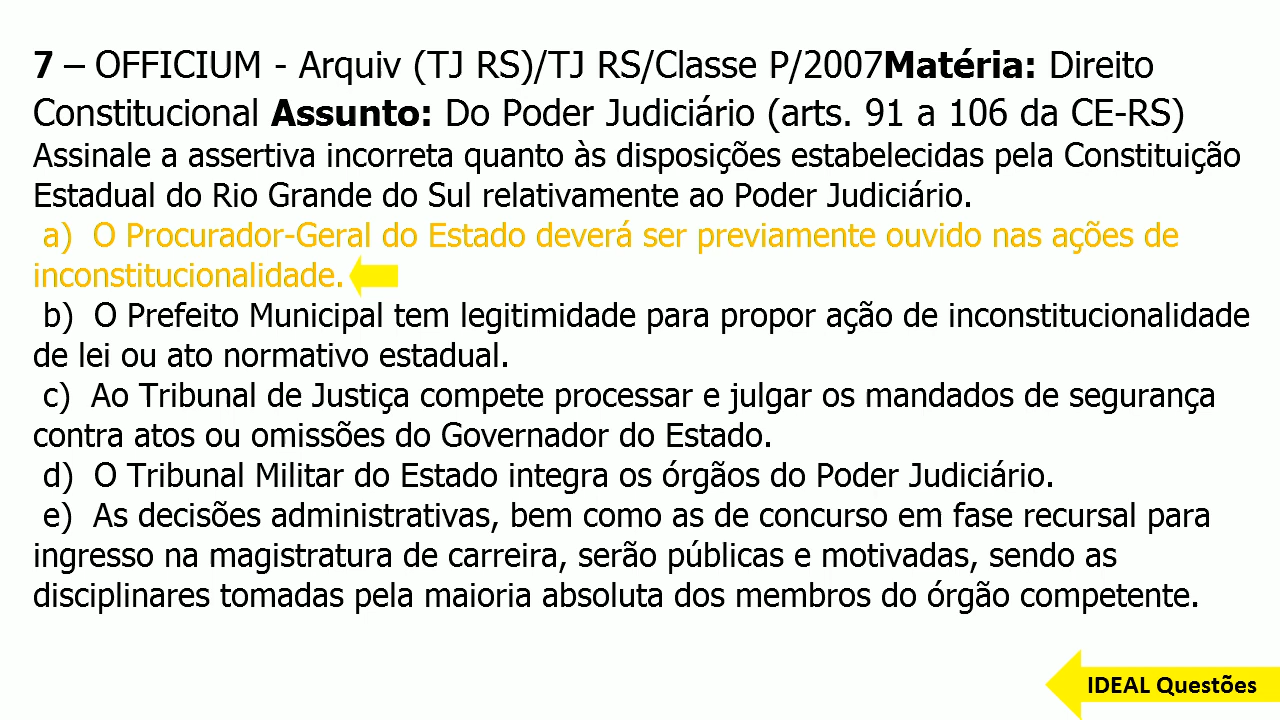 7 – OFFICIUM - Arquiv (TJ RS)/TJ RS/Classe P/2007Matéria: Direito
Constitucional Assunto: Do Poder Judiciário (arts. 91 a 106 da CE-RS)
Assinale a assertiva incorreta quanto às disposições estabelecidas pela Constituição
Estadual do Rio Grande do Sul relativamente ao Poder Judiciário.
a) O Procurador-Geral do Estado deverá ser previamente ouvido nas ações de
inconstitucionalidade.
b) O Prefeito Municipal tem legitimidade para propor ação de inconstitucionalidade
de lei ou ato normativo estadual.
c) Ao Tribunal de Justiça compete processar e julgar os mandados de segurança
contra atos ou omissões do Governador do Estado.
d) O Tribunal Militar do Estado integra os órgãos do Poder Judiciário.
e) As decisões administrativas, bem como as de concurso em fase recursal para
ingresso na magistratura de carreira, serão públicas e motivadas, sendo as
disciplinares tomadas pela maioria absoluta dos membros do órgão competente.
IDEAL Questões